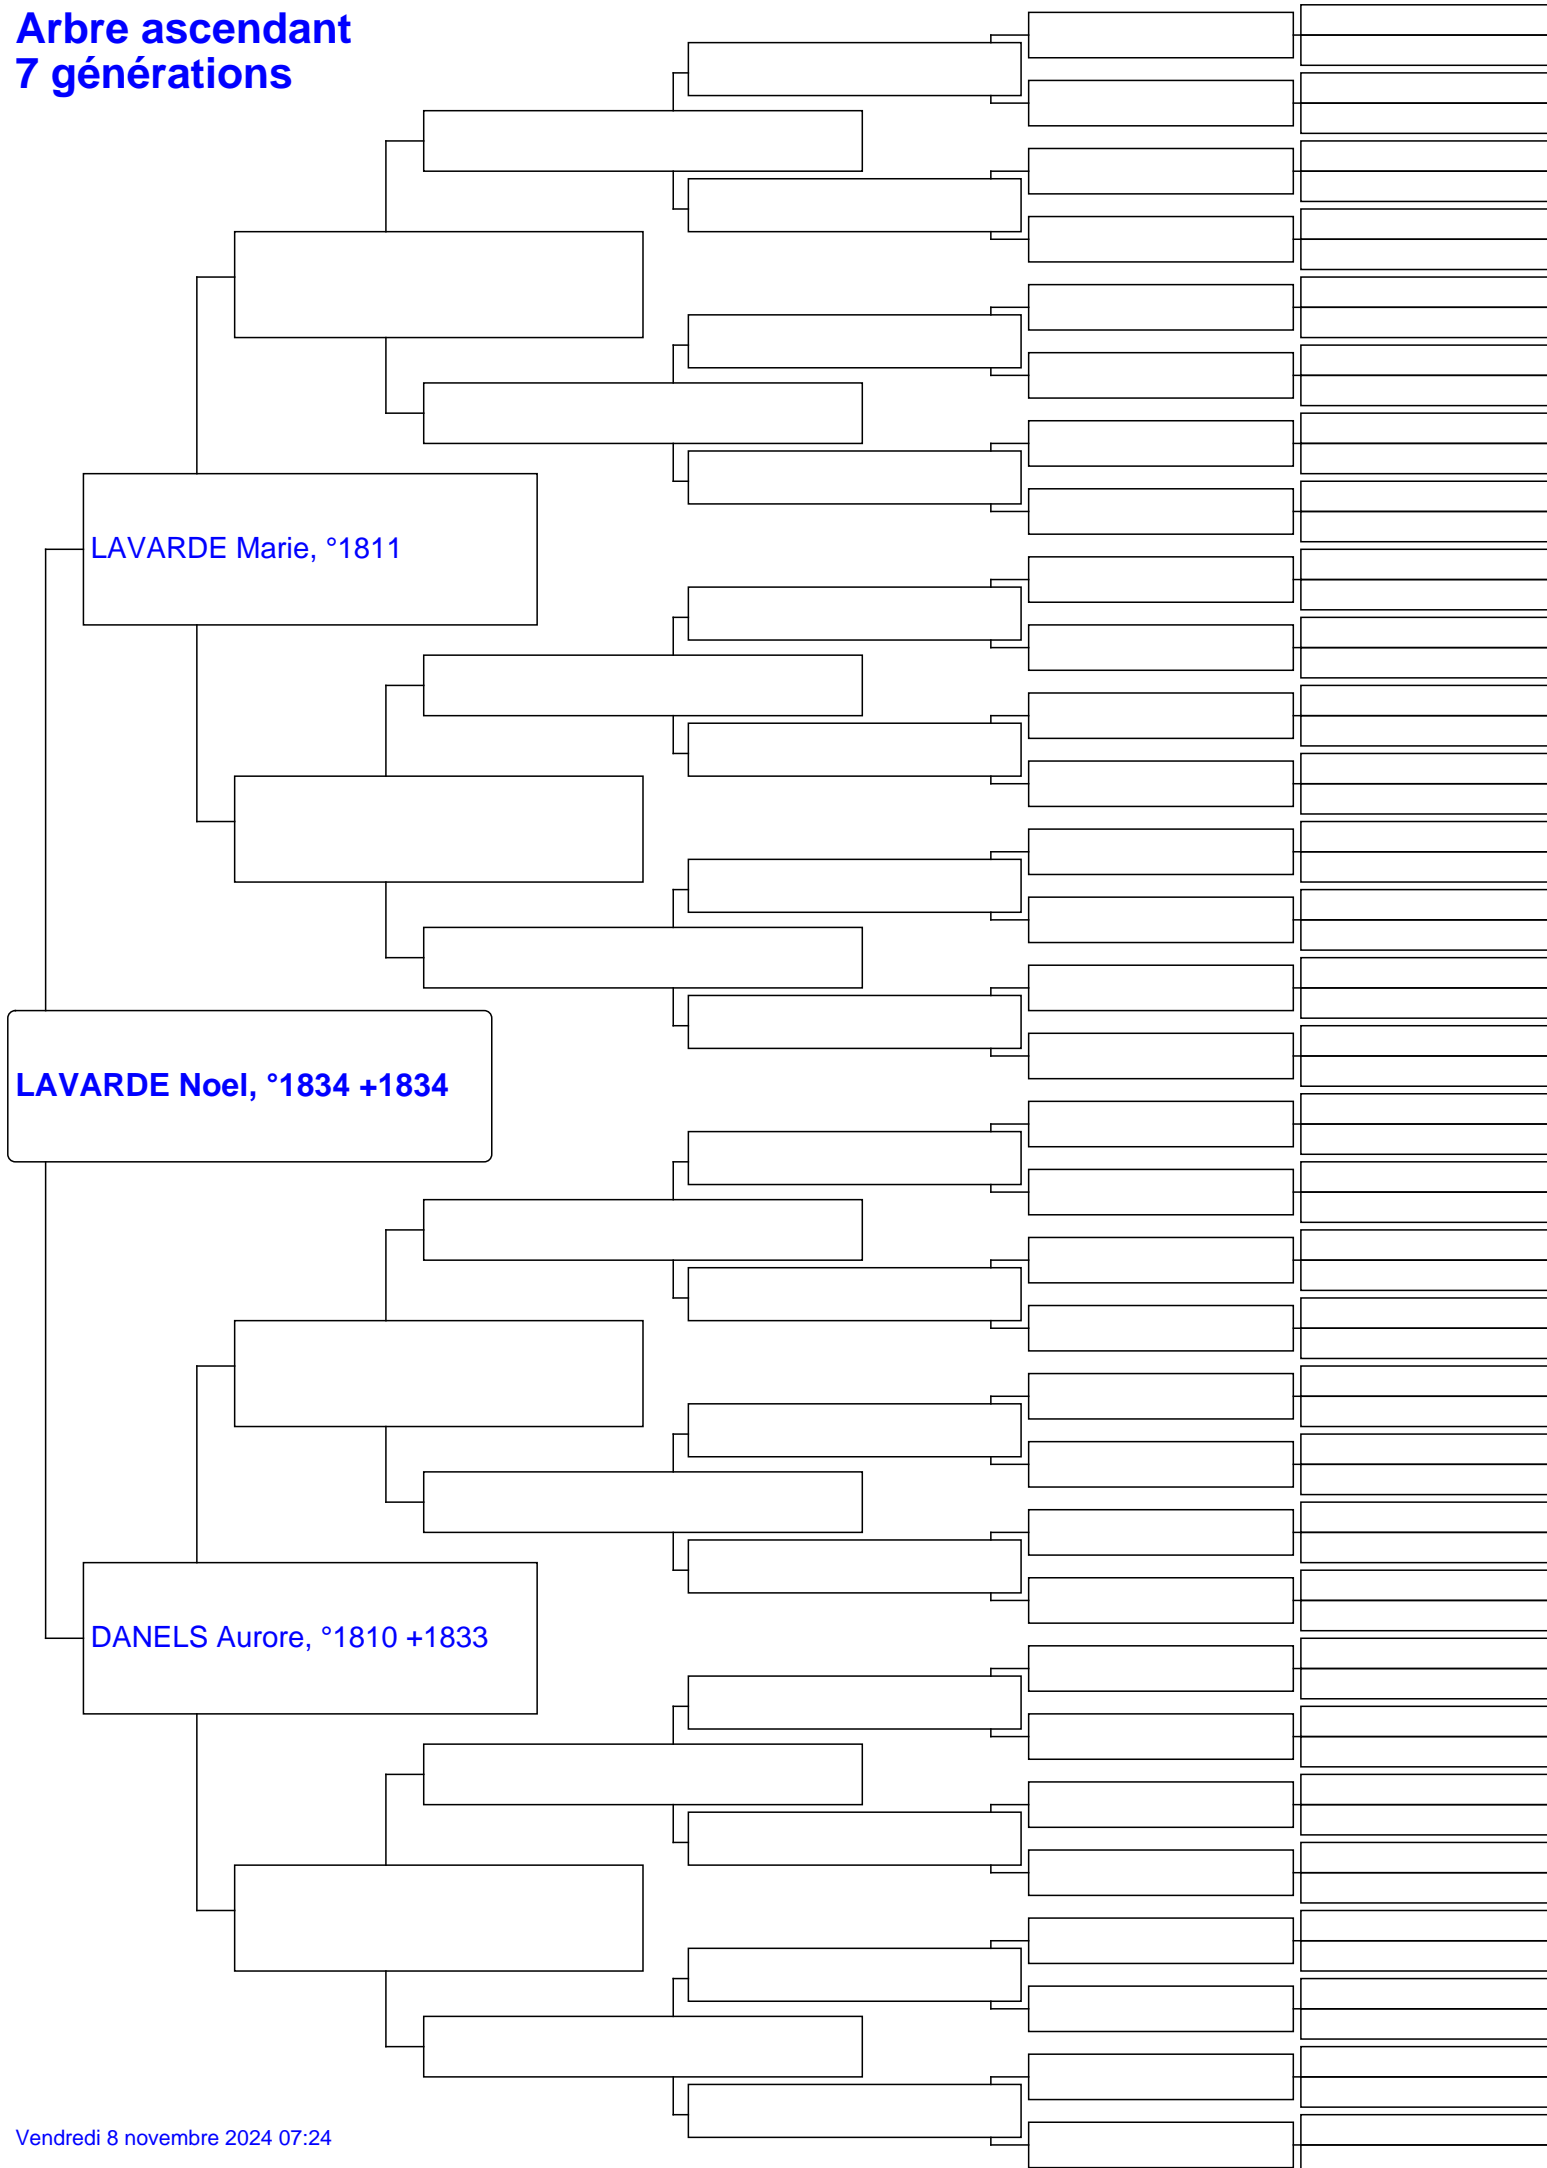 Arbre ascendant
7 générations
LAVARDE Marie, °1811
LAVARDE Noel, °1834 +1834
DANELS Aurore, °1810 +1833
Vendredi 8 novembre 2024 07:24